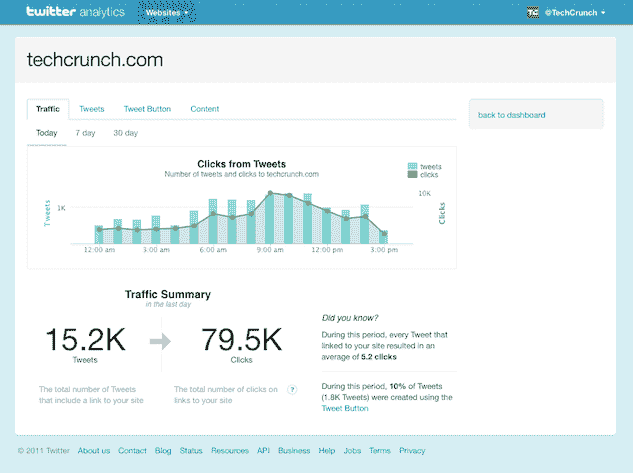 twitter analytics Websites @TechCrunch
techcrunch.com
Traffic Tweets Tweet Button Content
Today 7 day 30 day
back to dashboard
Clicks from Tweets
Number of tweets and clicks to techcrunch.com
tweets
clicks
Tweets
1K
10K
Clicks
12:00 am 3:00 am 6:00 am 9:00 am 12:00 pm 3:00 pm
Traffic Summary
in the last day
15.2K
Tweets
The total number of Tweets
that include a link to your site
79.5K
Clicks
The total number of clicks on
links to your site
?
Did you know?
During this period, every Tweet that
linked to your site resulted in an
average of 5.2 clicks
During this period, 10% of Tweets
(1.8K Tweets) were created using the
Tweet Button
© 2011 Twitter About us Contact Blog Status Resources API Business Help Jobs Terms Privacy